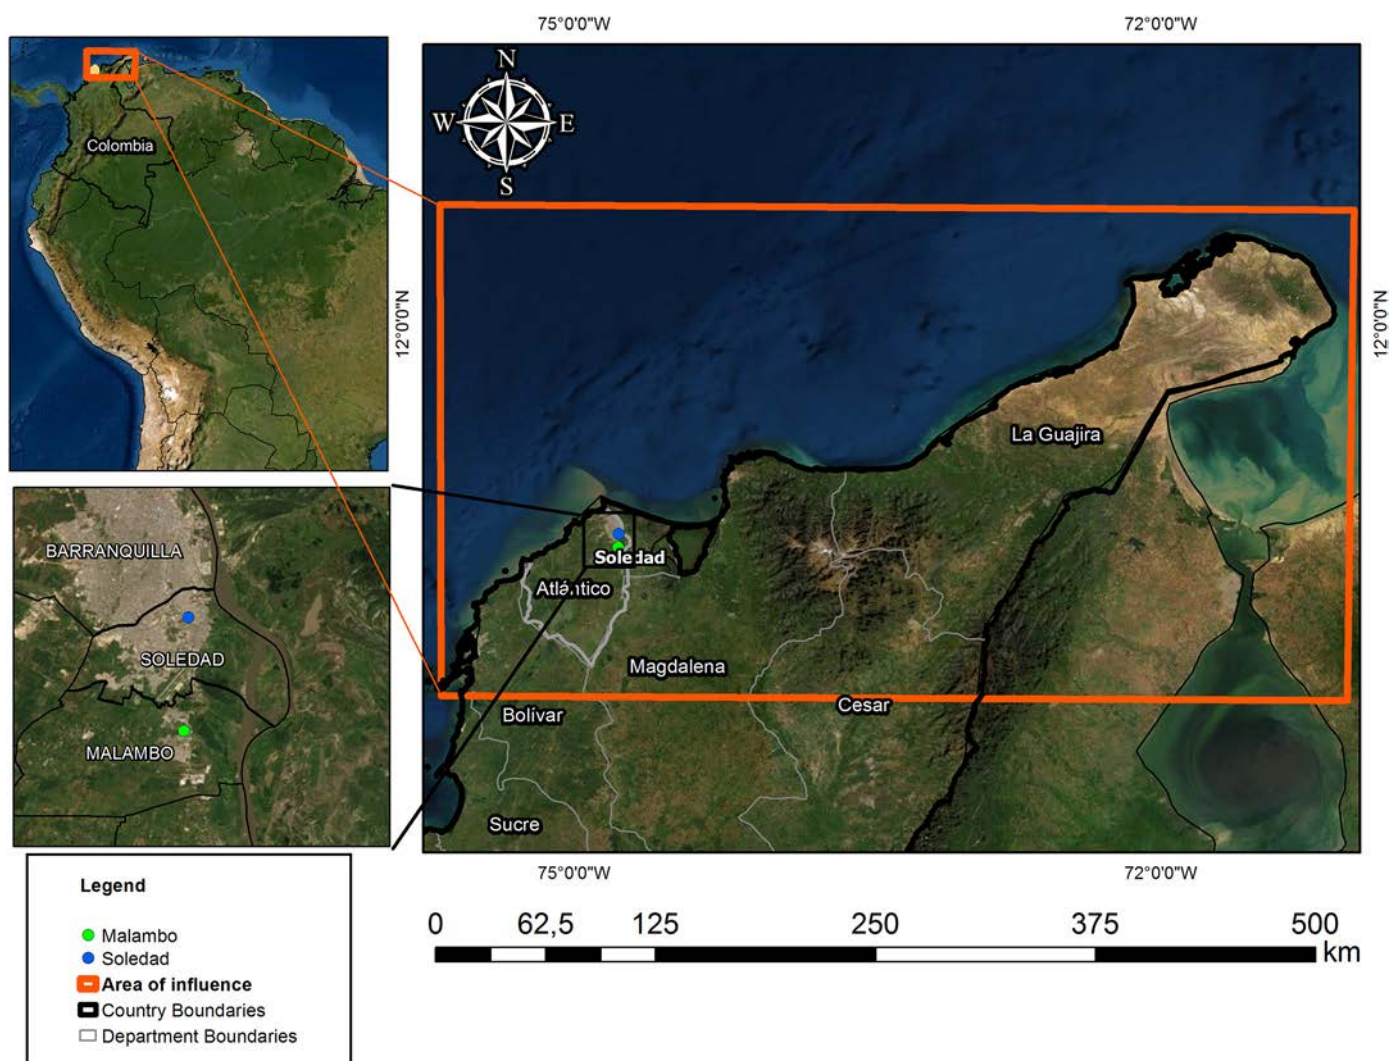 75°0'0"W
72°0'0"W
Colombia
N
W
E
S
12°0'0"N
12°0'0"N
La Guajira
Soledad
Atlántico
Magdalena
Bolívar
Cesar
Sucre
BARRANQUILLA
SOLEDAD
MALAMBO
75°0'0"W
72°0'0"W
Legend
Malambo
Soledad
Area of influence
Country Boundaries
Department Boundaries
0 62,5 125 250 375 500
km